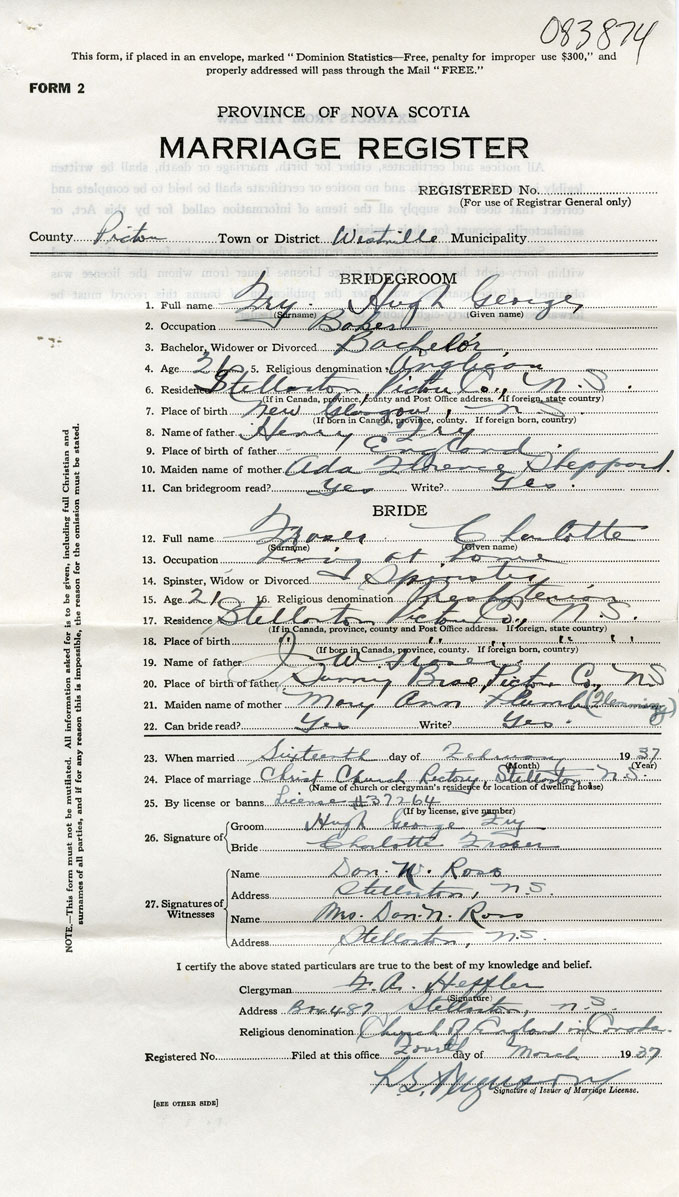 083874
This form, if placed in an envelope, marked "Dominion Statistics—Free, penalty for improper use $300," and
properly addressed will pass through the Mail "FREE."
FORM 2
PROVINCE OF NOVA SCOTIA
MARRIAGE REGISTER
REGISTERED No.
(For use of Registrar General only)
County Pictou Town or District Westville Municipality
BRIDEGROOM
1. Full name Fry Hugh George
(Surname) (Given name)
2. Occupation Baker
3. Bachelor, Widower or Divorced Bachelor
4. Age 26 5. Religious denomination Anglican
6. Residence Stellarton Pictou Co., N.S.
(If in Canada, province, county and Post Office address. If foreign, state country)
7. Place of birth New Glasgow, N.S.
(If born in Canada, province, county. If foreign born, country)
8. Name of father Henry Fry
9. Place of birth of father England
10. Maiden name of mother Ada Florence Sheppard.
11. Can bridegroom read? Yes Write? Yes.
BRIDE
12. Full name Fraser Charlotte
(Surname) (Given name)
13. Occupation Living at home
14. Spinster, Widow or Divorced Spinster
15. Age 21 16. Religious denomination Presbyterian
17. Residence Stellarton Pictou Co., N.S.
(If in Canada, province, county and Post Office address. If foreign, state country)
18. Place of birth " " " " "
(If born in Canada, province, county. If foreign born, country)
19. Name of father J. W. Fraser
20. Place of birth of father Sunny Brae, Pictou Co., N.S
21. Maiden name of mother Mary Ann (Flemming)
22. Can bride read? Yes Write? Yes.
23. When married Sixteenth day of February 1937
(Month) (Year)
24. Place of marriage Christ Church Rectory, Stellarton, N.S.
(Name of church or clergyman's residence or location of dwelling house)
25. By license or banns License #37264
(If by license, give number)
26. Signature of
Groom Hugh George Fry
Bride Charlotte Fraser
27. Signatures of Witnesses
Name Don. W. Ross
Address Stellarton, N.S.
Name Mrs. Don. N. Ross
Address Stellarton, N.S.
I certify the above stated particulars are true to the best of my knowledge and belief.
Clergyman A. Heffler
(Signature)
Address Box 487 Stellarton, N.S.
Religious denomination Church of England in Canada.
Registered No. Filed at this office Fourth day of March 1937
Ferguson
Signature of Issuer of Marriage License.
[SEE OTHER SIDE]
NOTE.—This form must not be mutilated. All information asked for is to be given, including full Christian and
surnames of all parties, and if for any reason this is impossible, the reason for the omission must be stated.